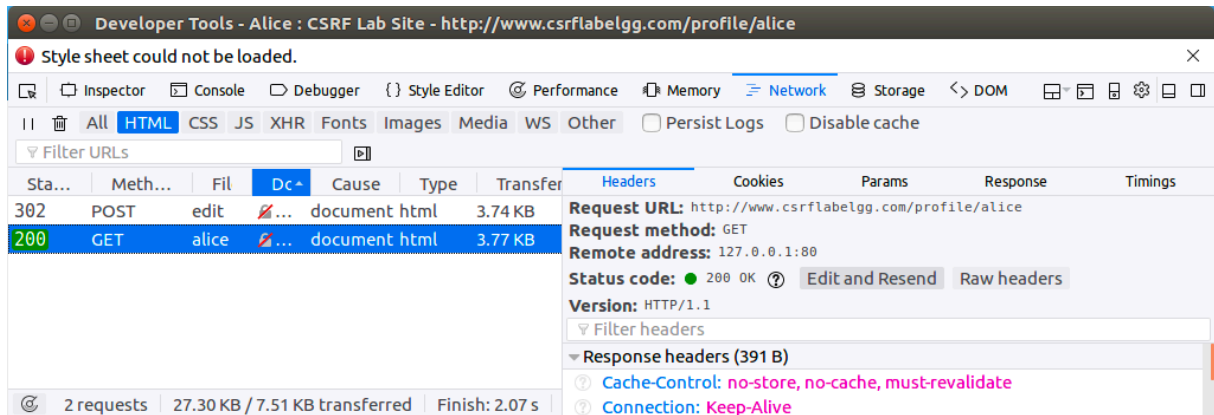 Developer Tools - Alice : CSRF Lab Site - http://www.csrflabelgg.com/profile/alice
Style sheet could not be loaded.
Inspector Console Debugger {} Style Editor Performance Memory Network Storage DOM
All HTML CSS JS XHR Fonts Images Media WS Other Persist Logs Disable cache
Filter URLs
Sta... Meth... Fil Dc Cause Type Transfer
302 POST edit ... document html 3.74 KB
200 GET alice ... document html 3.77 KB
2 requests 27.30 KB / 7.51 KB transferred Finish: 2.07 s
Headers Cookies Params Response Timings
Request URL: http://www.csrflabelgg.com/profile/alice
Request method: GET
Remote address: 127.0.0.1:80
Status code: 200 OK ? Edit and Resend Raw headers
Version: HTTP/1.1
Filter headers
Response headers (391 B)
? Cache-Control: no-store, no-cache, must-revalidate
? Connection: Keep-Alive